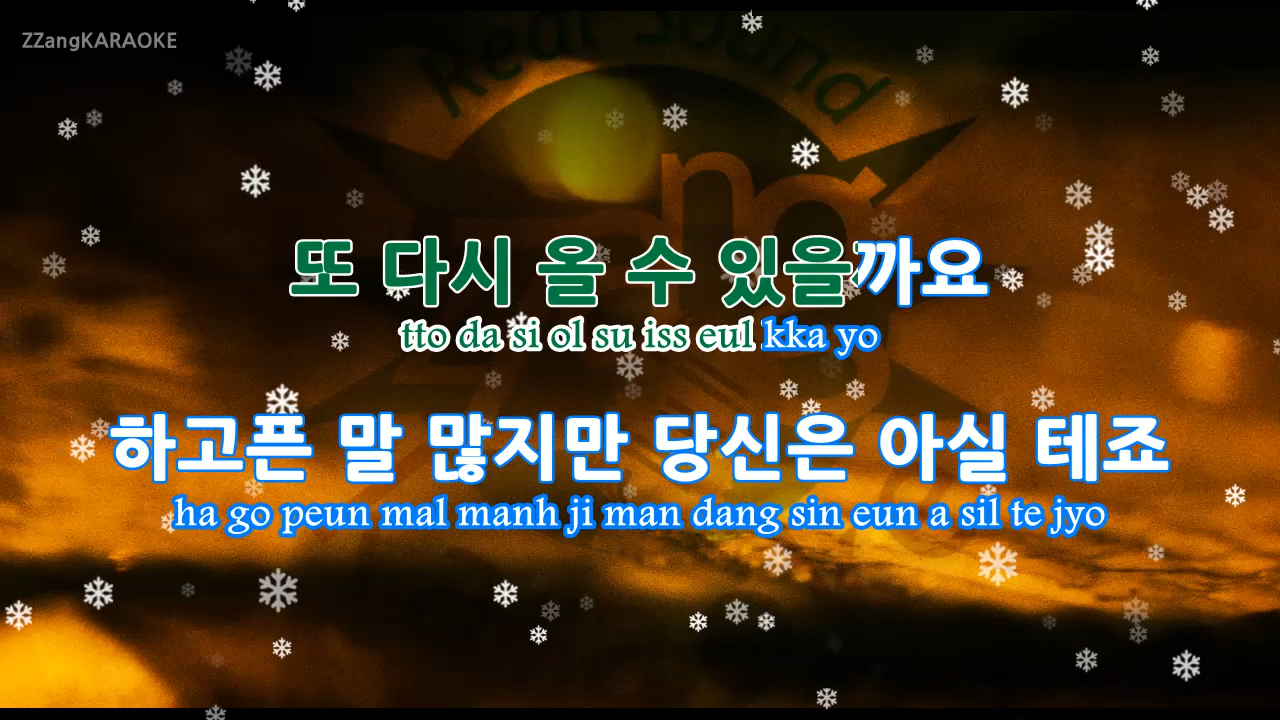 ZZangKARAOKE
Real Sound
또 다시 올 수 있을까요
tto da si ol su iss eul kka yo
하고픈 말 많지만 당신은 아실 테죠
ha go peun mal manh ji man dang sin eun a sil te jyo